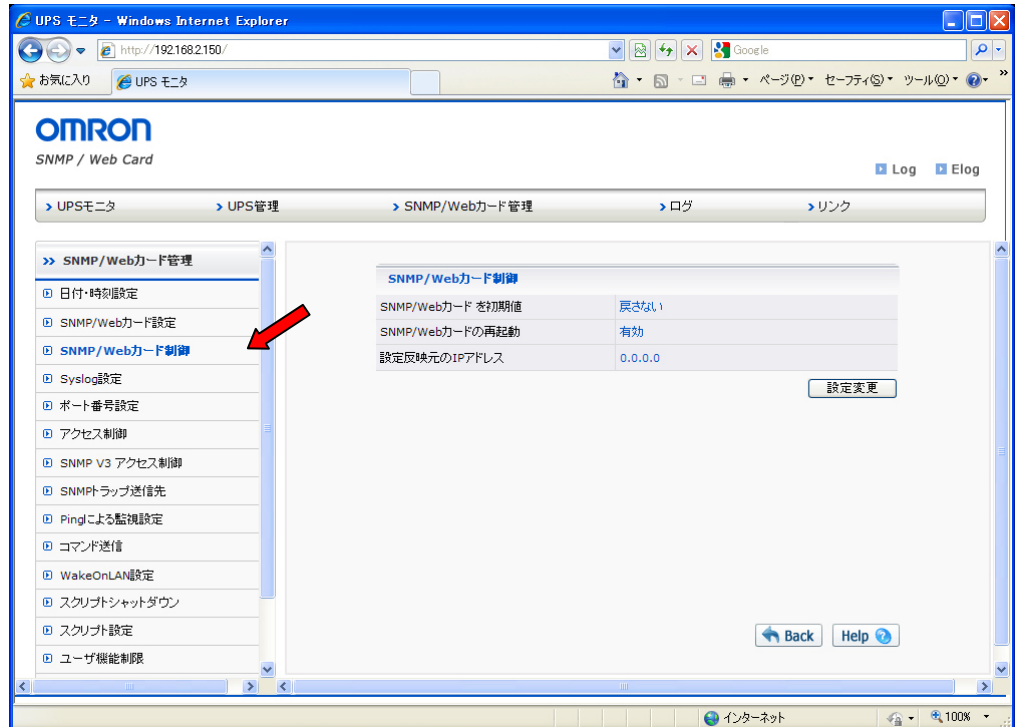 UPS モニタ - Windows Internet Explorer
http://192.168.2.150/
Google
お気に入り
UPS モニタ
ページ(P) セーフティ(S) ツール(O)
OMRON
SNMP / Web Card
Log Elog
UPSモニタ UPS管理 SNMP/Webカード管理 ログ リンク
SNMP/Webカード管理
日付・時刻設定
SNMP/Webカード設定
SNMP/Webカード制御
Syslog設定
ポート番号設定
アクセス制御
SNMP V3 アクセス制御
SNMPトラップ送信先
Pingによる監視設定
コマンド送信
WakeOnLAN設定
スクリプトシャットダウン
スクリプト設定
ユーザ機能制限
SNMP/Webカード制御
SNMP/Webカード を初期値 戻さない
SNMP/Webカードの再起動 有効
設定反映元のIPアドレス 0.0.0.0
設定変更
Back Help
インターネット 100%